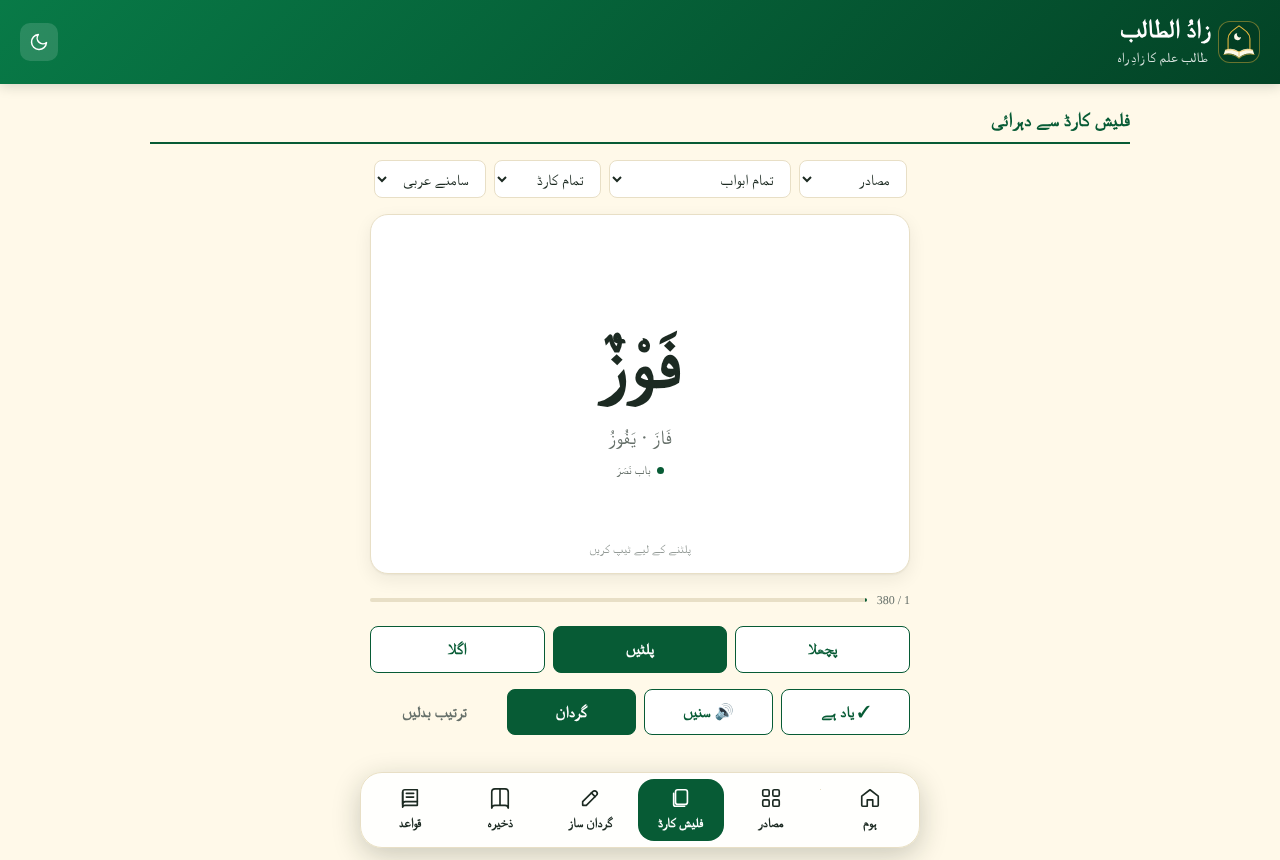 زادُ الطالب
طالب علم کا زادِ راہ
فلیش کارڈ سے دہرائی
مصادر
تمام ابواب
تمام کارڈ
سامنے عربی
فَوْزٌ
فَازَ · يَفُوزُ
باب نَصَرَ
پلٹنے کے لیے ٹیپ کریں
1 / 380
پچھلا
پلٹیں
اگلا
✓ یاد ہے
🔊 سنیں
گردان
ترتیب بدلیں
ہوم
مصادر
فلیش کارڈ
گردان ساز
ذخیرہ
قواعد